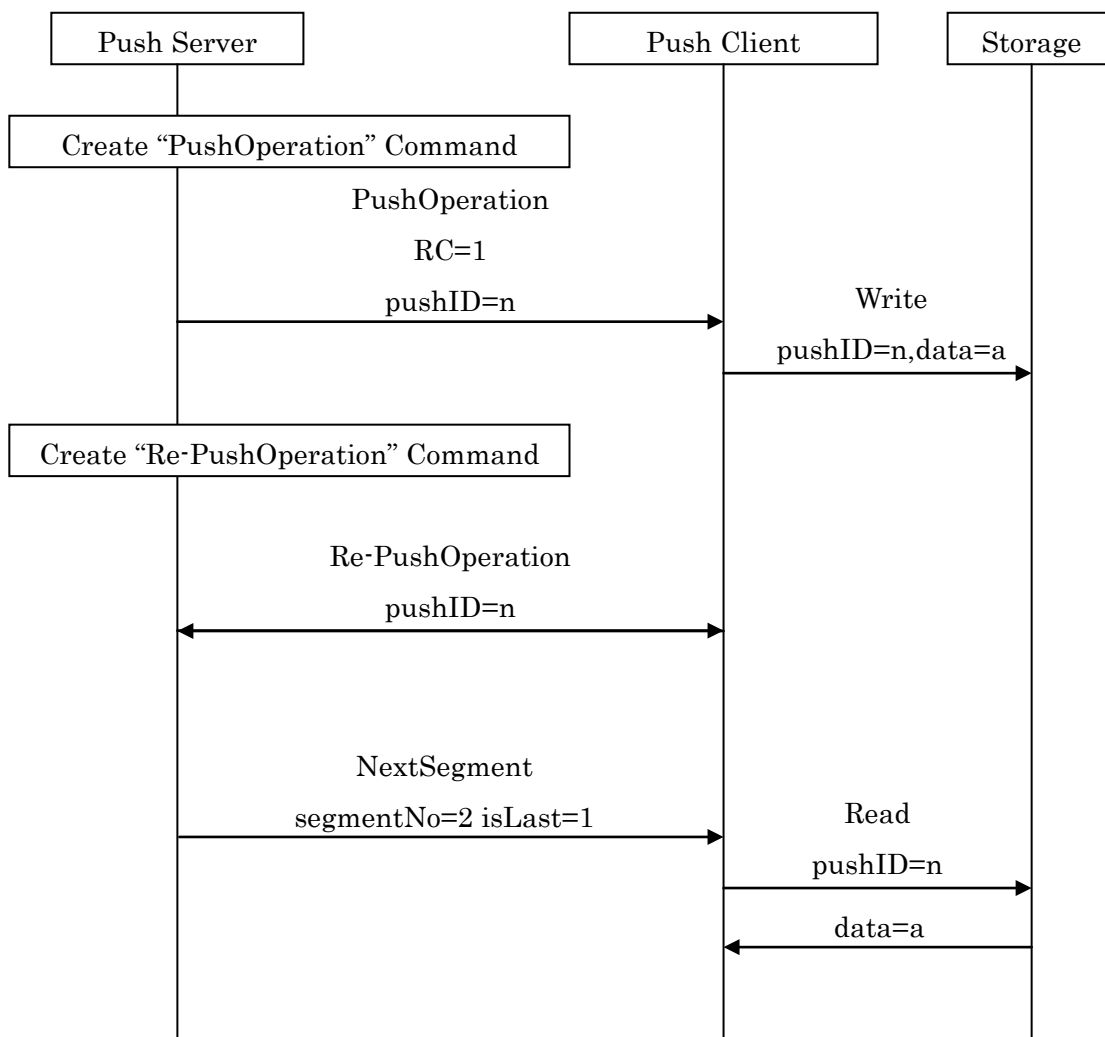 Push Server
Push Client
Storage
Create “PushOperation” Command
PushOperation
RC=1
pushID=n
Write
pushID=n,data=a
Create “Re-PushOperation” Command
Re-PushOperation
pushID=n
NextSegment
segmentNo=2 isLast=1
Read
pushID=n
data=a